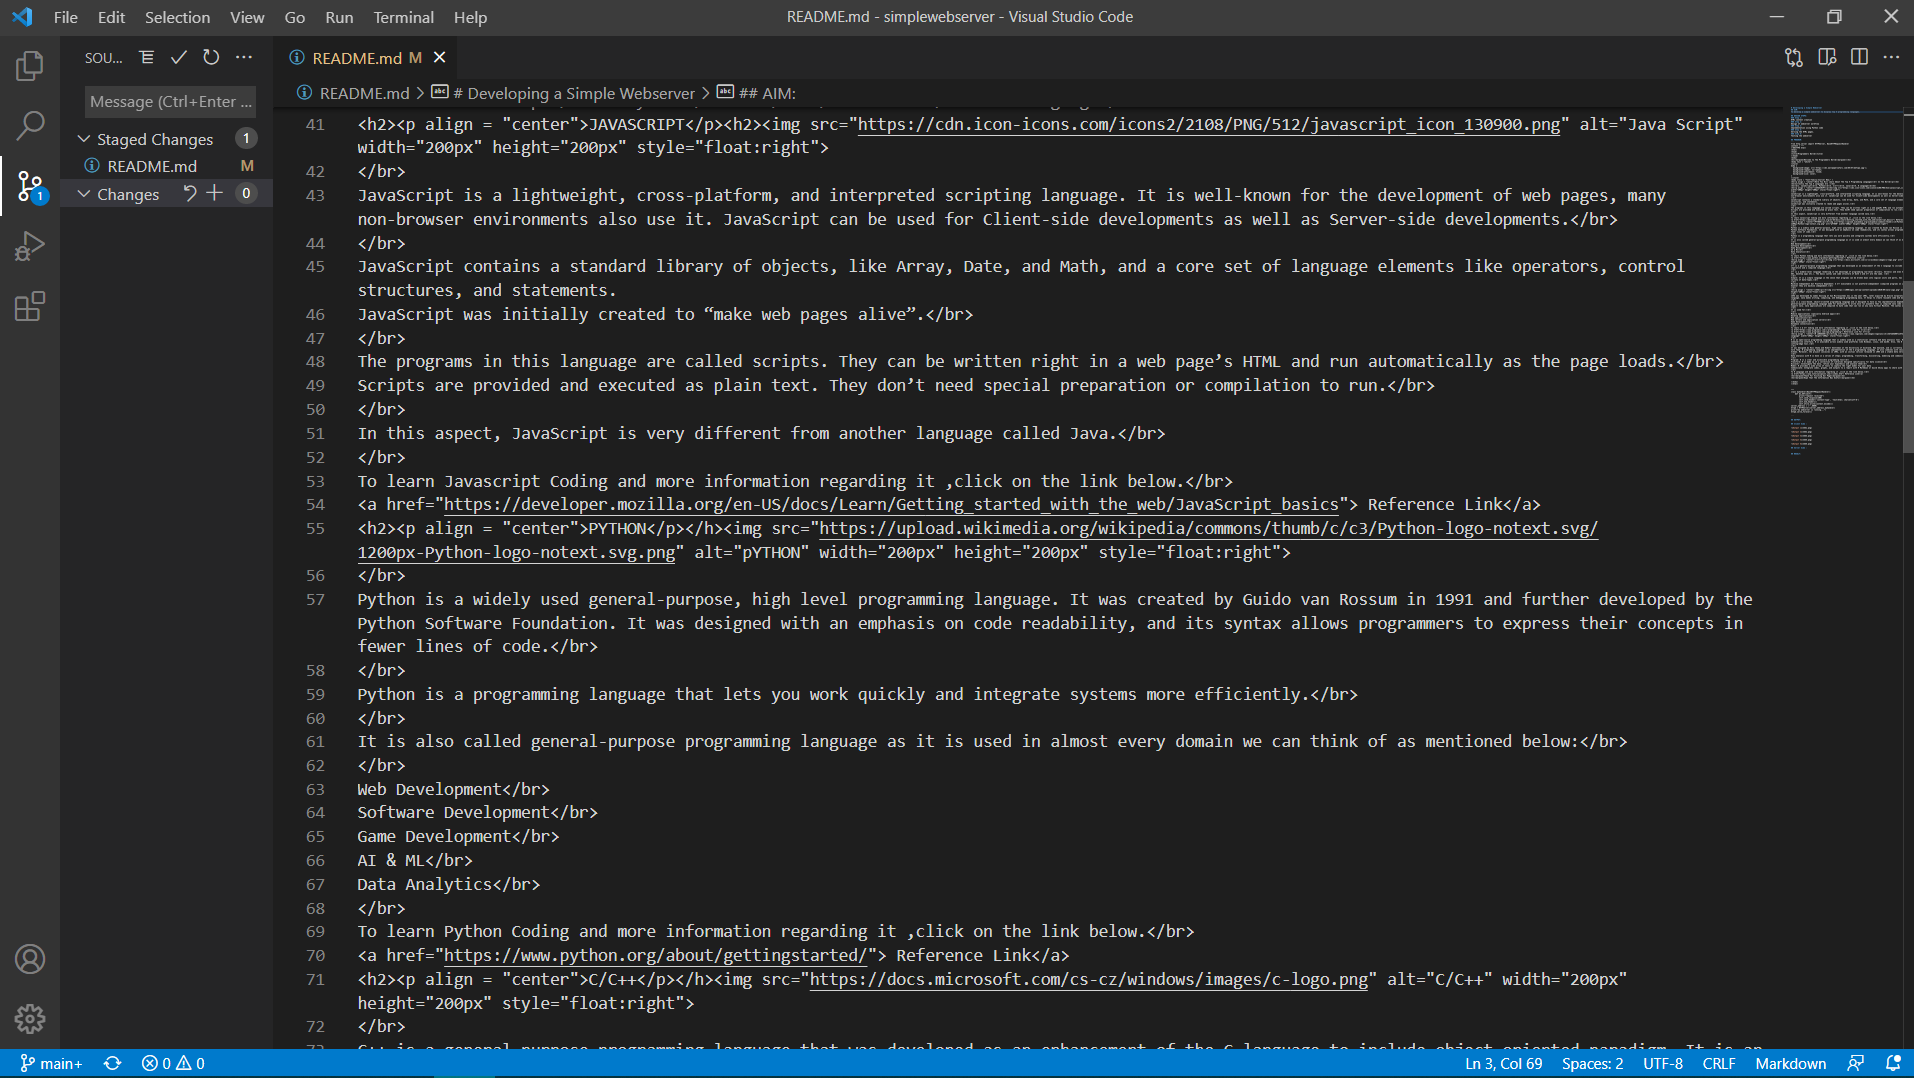 File Edit Selection View Go Run Terminal Help
README.md - simplewebserver - Visual Studio Code
SOU...
Message (Ctrl+Enter ...
Staged Changes 1
README.md M
Changes 0
README.md M
README.md > # Developing a Simple Webserver > ## AIM:
41 <h2><p align = "center">JAVASCRIPT</p><h2><img src="https://cdn.icon-icons.com/icons2/2108/PNG/512/javascript_icon_130900.png" alt="Java Script"
width="200px" height="200px" style="float:right">
42 </br>
43 JavaScript is a lightweight, cross-platform, and interpreted scripting language. It is well-known for the development of web pages, many
non-browser environments also use it. JavaScript can be used for Client-side developments as well as Server-side developments.</br>
44 </br>
45 JavaScript contains a standard library of objects, like Array, Date, and Math, and a core set of language elements like operators, control
structures, and statements.
46 JavaScript was initially created to “make web pages alive”.</br>
47 </br>
48 The programs in this language are called scripts. They can be written right in a web page’s HTML and run automatically as the page loads.</br>
49 Scripts are provided and executed as plain text. They don’t need special preparation or compilation to run.</br>
50 </br>
51 In this aspect, JavaScript is very different from another language called Java.</br>
52 </br>
53 To learn Javascript Coding and more information regarding it ,click on the link below.</br>
54 <a href="https://developer.mozilla.org/en-US/docs/Learn/Getting_started_with_the_web/JavaScript_basics"> Reference Link</a>
55 <h2><p align = "center">PYTHON</p></h><img src="https://upload.wikimedia.org/wikipedia/commons/thumb/c/c3/Python-logo-notext.svg/
1200px-Python-logo-notext.svg.png" alt="pYTHON" width="200px" height="200px" style="float:right">
56 </br>
57 Python is a widely used general-purpose, high level programming language. It was created by Guido van Rossum in 1991 and further developed by the
Python Software Foundation. It was designed with an emphasis on code readability, and its syntax allows programmers to express their concepts in
fewer lines of code.</br>
58 </br>
59 Python is a programming language that lets you work quickly and integrate systems more efficiently.</br>
60 </br>
61 It is also called general-purpose programming language as it is used in almost every domain we can think of as mentioned below:</br>
62 </br>
63 Web Development</br>
64 Software Development</br>
65 Game Development</br>
66 AI & ML</br>
67 Data Analytics</br>
68 </br>
69 To learn Python Coding and more information regarding it ,click on the link below.</br>
70 <a href="https://www.python.org/about/gettingstarted/"> Reference Link</a>
71 <h2><p align = "center">C/C++</p></h><img src="https://docs.microsoft.com/cs-cz/windows/images/c-logo.png" alt="C/C++" width="200px"
height="200px" style="float:right">
72 </br>
73 C++ is a general purpose programming language that was developed as an enhancement of the C language to include object oriented paradigm. It is an
1
main+ 0 0
Ln 3, Col 69 Spaces: 2 UTF-8 CRLF Markdown